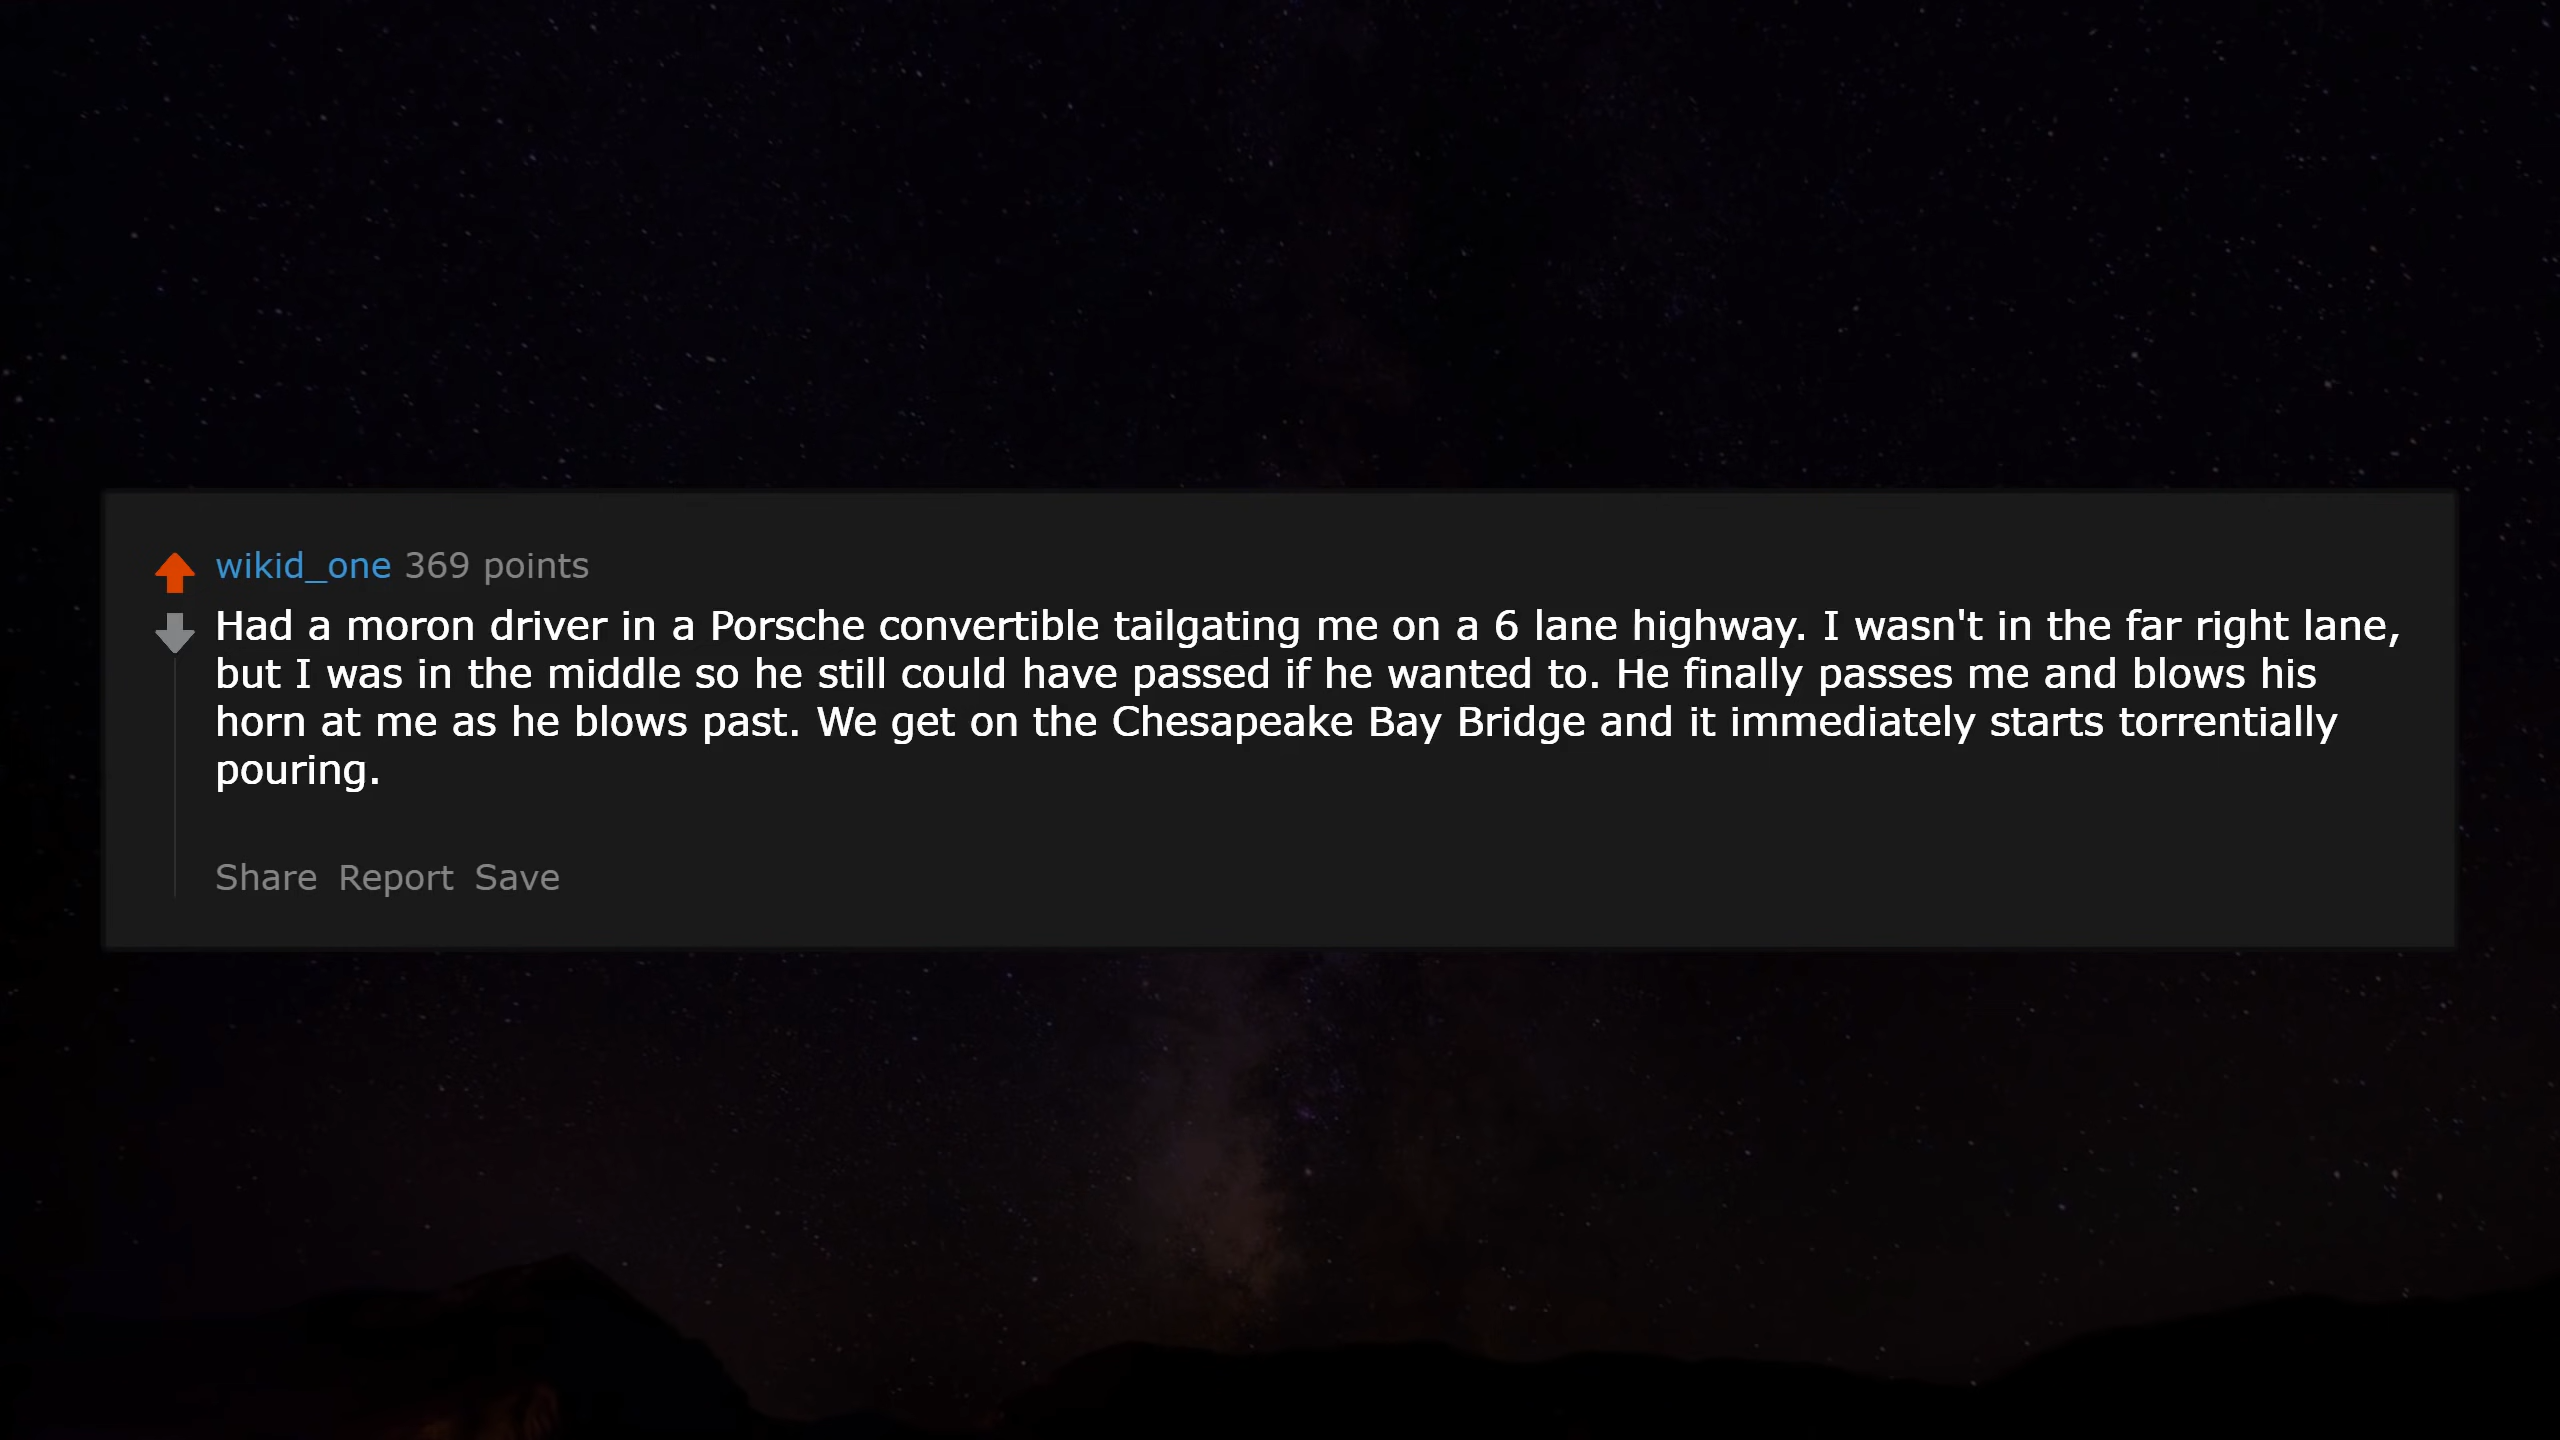 wikid_one 369 points
Had a moron driver in a Porsche convertible tailgating me on a 6 lane highway. I wasn't in the far right lane,
but I was in the middle so he still could have passed if he wanted to. He finally passes me and blows his
horn at me as he blows past. We get on the Chesapeake Bay Bridge and it immediately starts torrentially
pouring.
Share Report Save